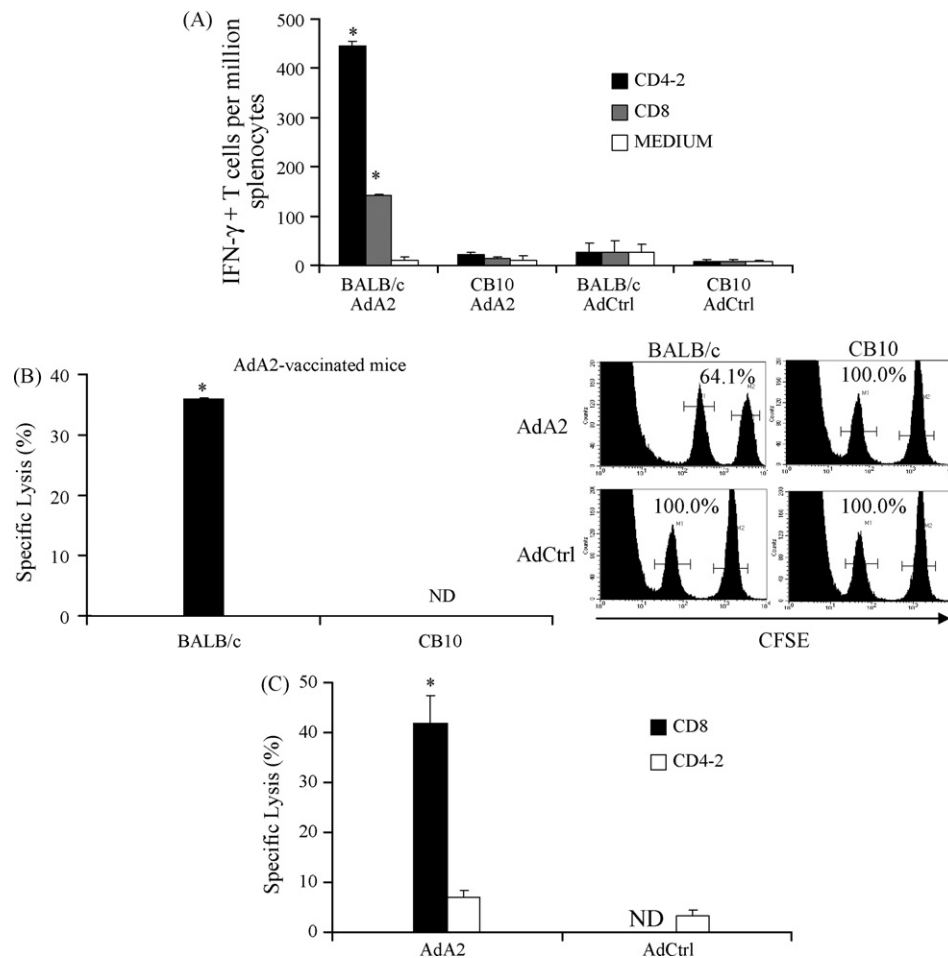 (A)
IFN-γ + T cells per million
splenocytes
500
400
300
200
100
0
*
*
CD4-2
CD8
MEDIUM
BALB/c
AdA2
CB10
AdA2
BALB/c
AdCtrl
CB10
AdCtrl
(B)
AdA2-vaccinated mice
Specific Lysis (%)
40
30
20
10
0
*
ND
BALB/c
CB10
BALB/c
CB10
AdA2
64.1%
100.0%
AdCtrl
100.0%
100.0%
CFSE
(C)
Specific Lysis (%)
50
40
30
20
10
0
*
CD8
CD4-2
ND
AdA2
AdCtrl